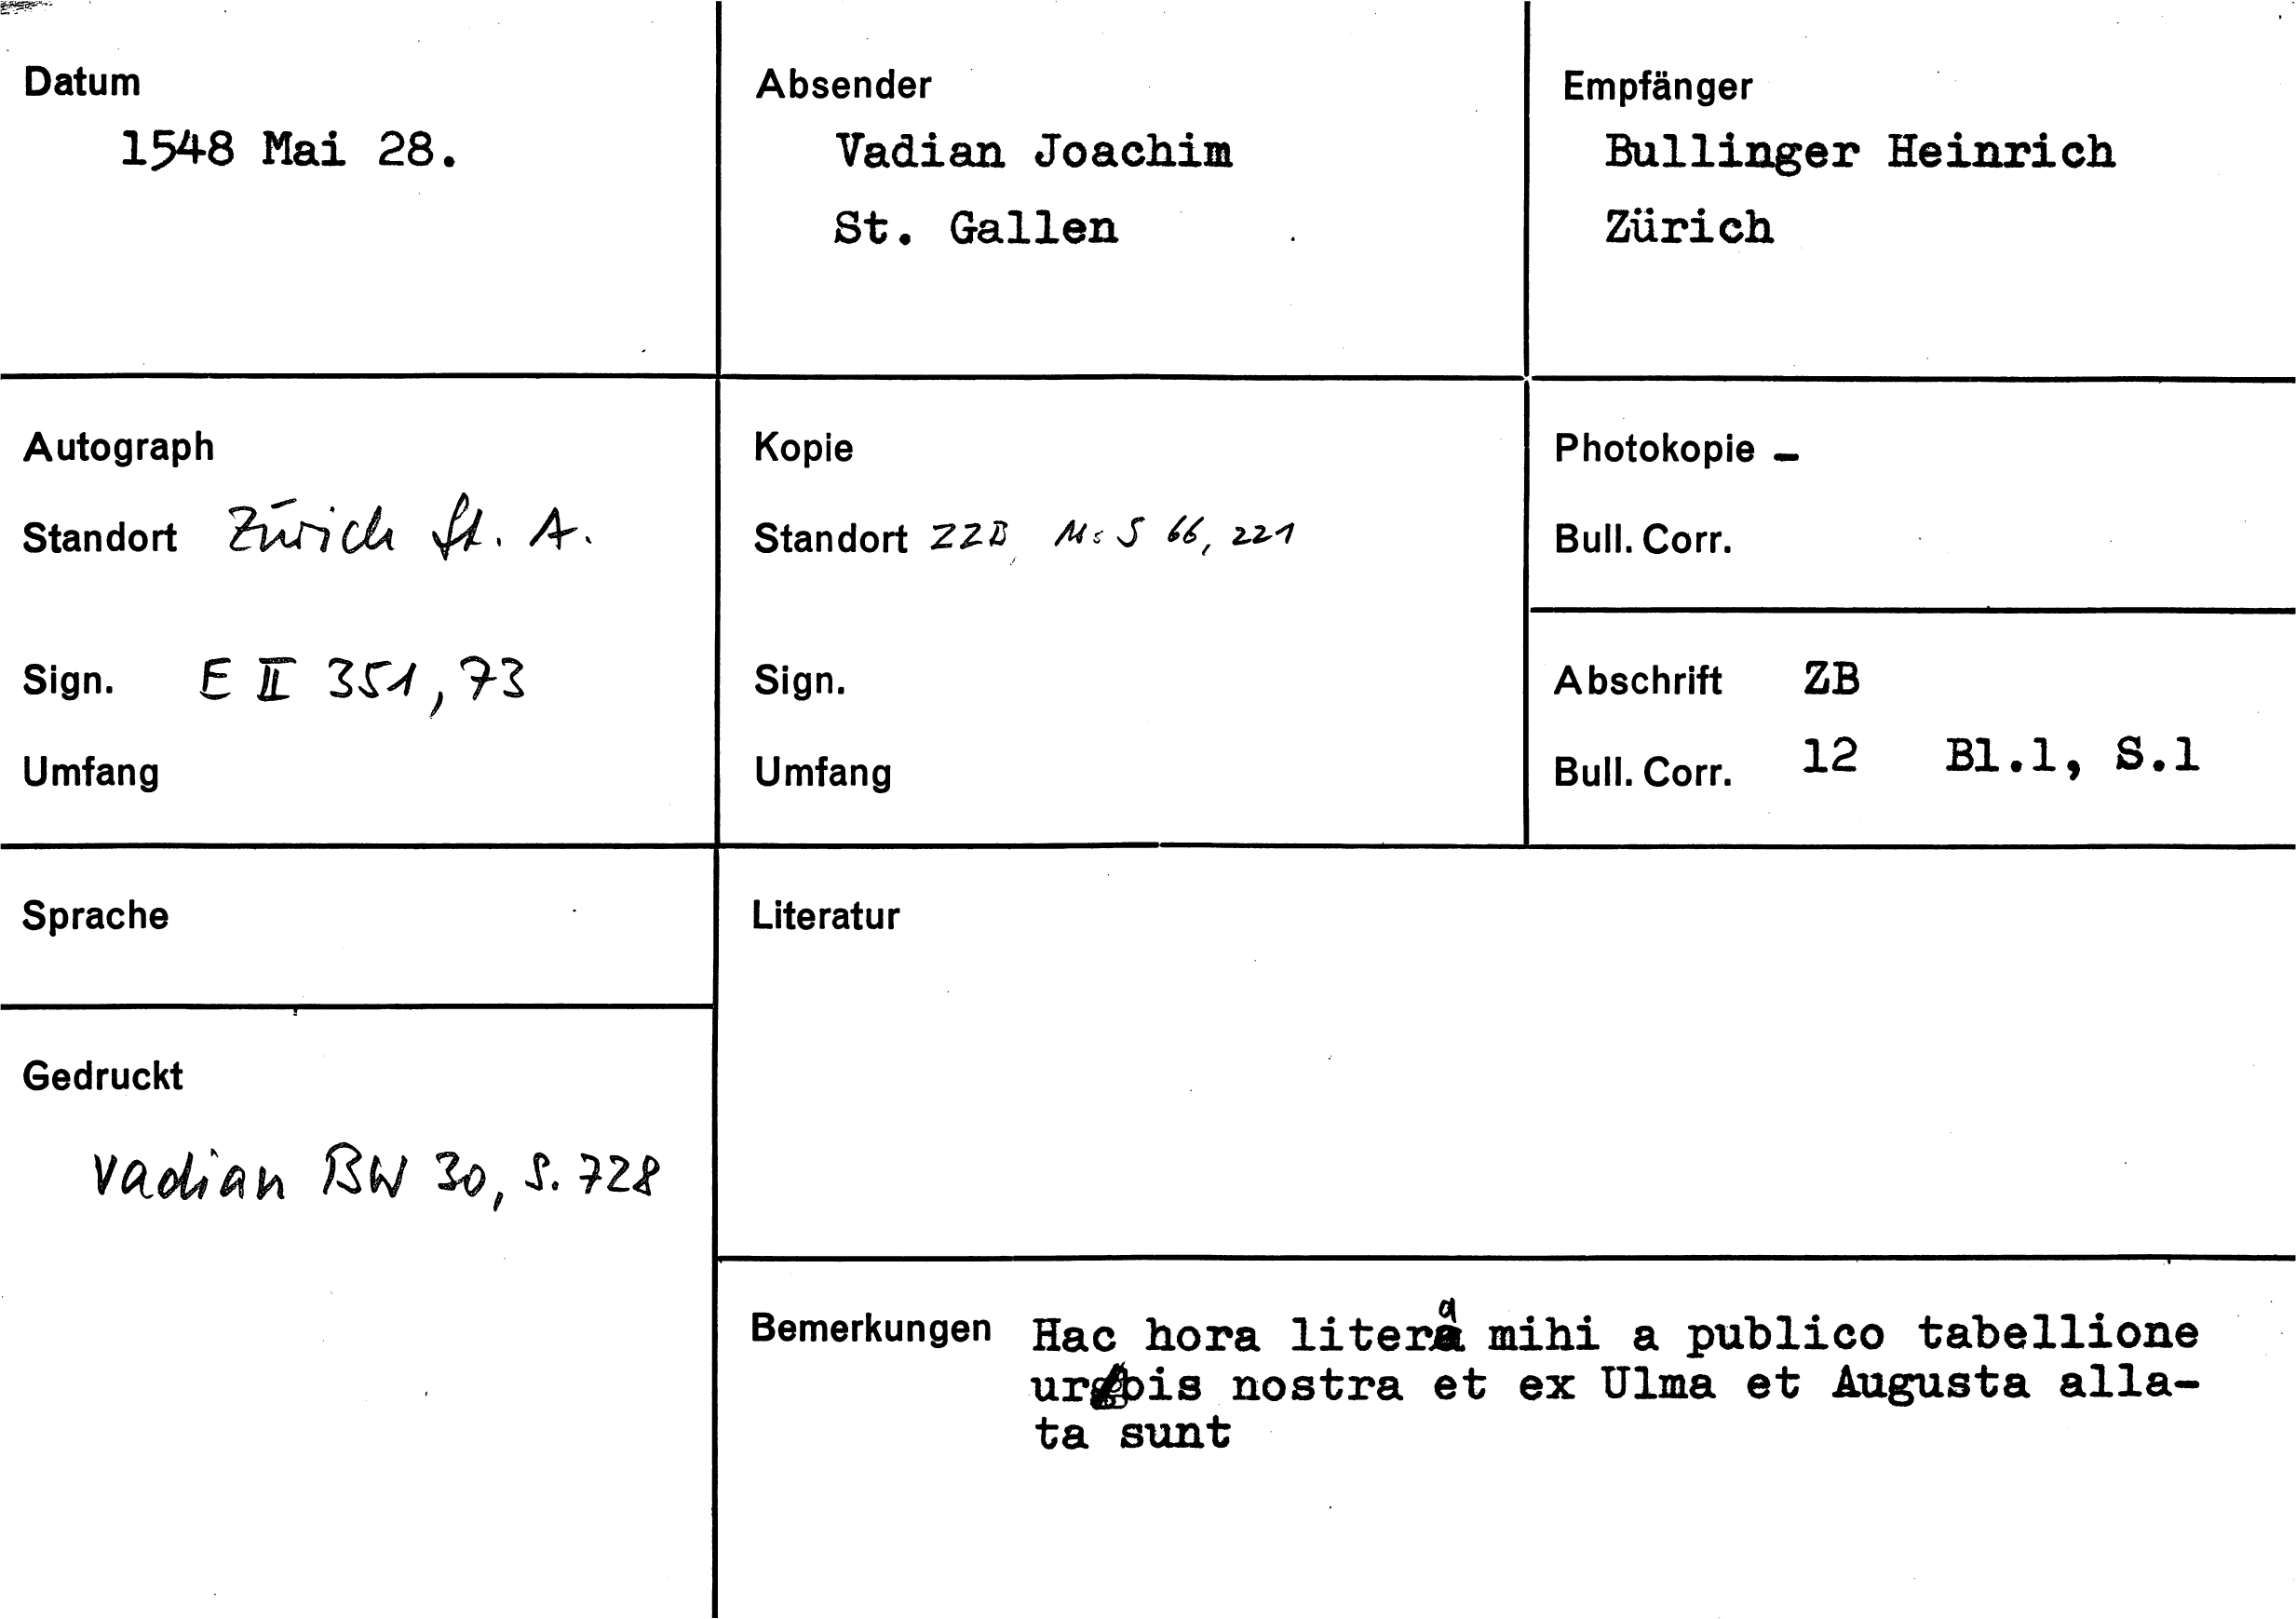 Datum
1548 Mai 28.
Absender
Vadian Joachim
St. Gallen
Empfänger
Bullinger Heinrich
Zürich
Autograph
Standort Zürich St. A.
Sign. E II 351, 73
Umfang
Kopie
Standort ZZB, Ms S 66, 221
Sign.
Umfang
Photokopie -
Bull. Corr.
Abschrift ZB
Bull. Corr. 12 Bl.1, S.1
Sprache
Gedruckt
Vadian BW 30, S. 728
Literatur
Bemerkungen Hac hora litera mihi a publico tabellione
urbis nostra et ex Ulma et Augusta alla-
ta sunt